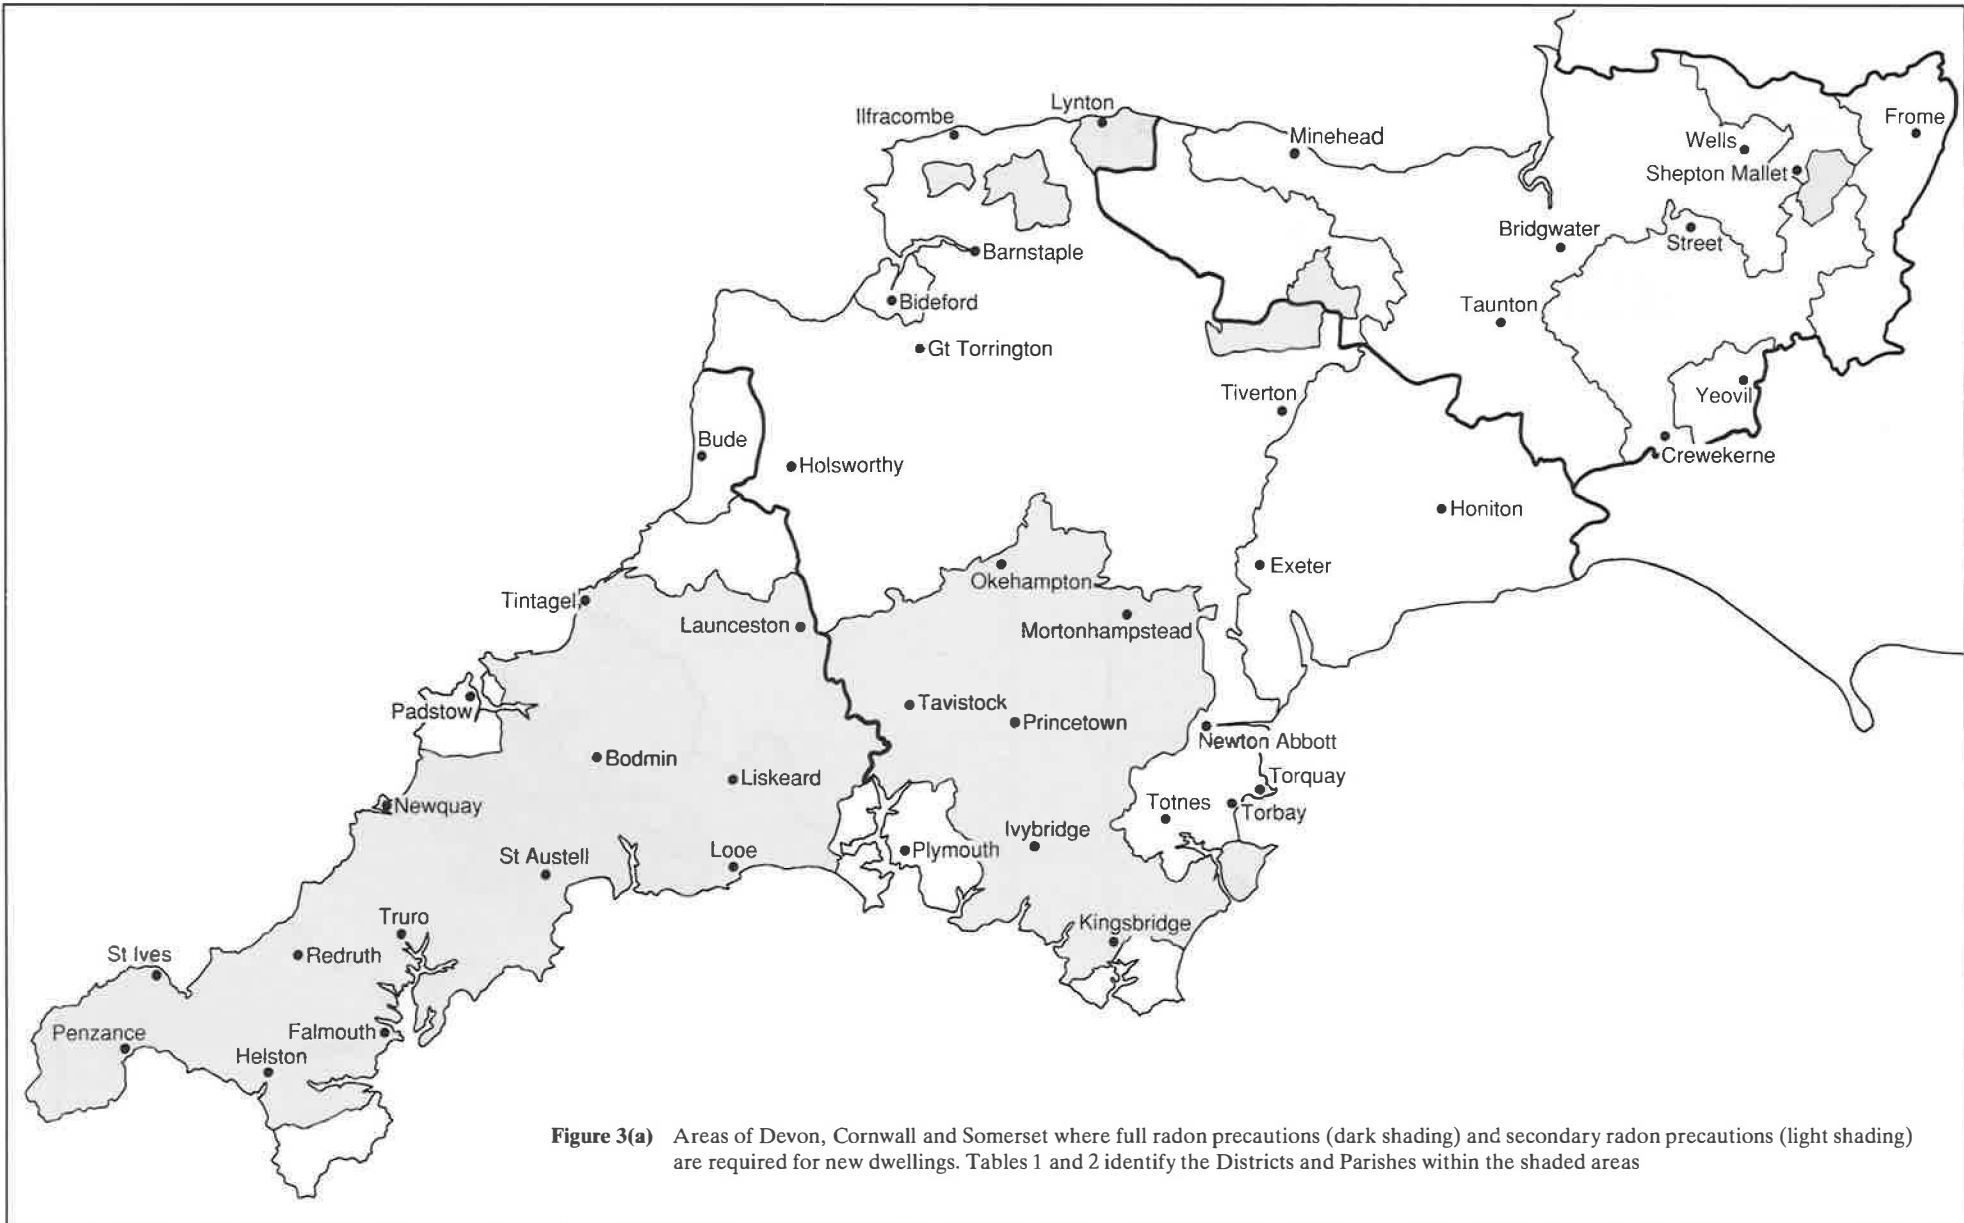 Lynton
Ilfracombe
Minehead
Frome
Wells
Shepton Mallet
Bridgwater
Street
Barnstaple
Bideford
Taunton
Gt Torrington
Tiverton
Yeovil
Bude
Holsworthy
Crewekerne
Honiton
Exeter
Okehampton
Tintagel
Launceston
Mortonhampstead
Tavistock
Padstow
Princetown
Newton Abbott
Bodmin
Liskeard
Torquay
Newquay
Totnes
Torbay
Ivybridge
St Austell
Looe
Plymouth
Truro
Kingsbridge
St Ives
Redruth
Penzance
Falmouth
Helston
Figure 3(a) Areas of Devon, Cornwall and Somerset where full radon precautions (dark shading) and secondary radon precautions (light shading)
are required for new dwellings. Tables 1 and 2 identify the Districts and Parishes within the shaded areas